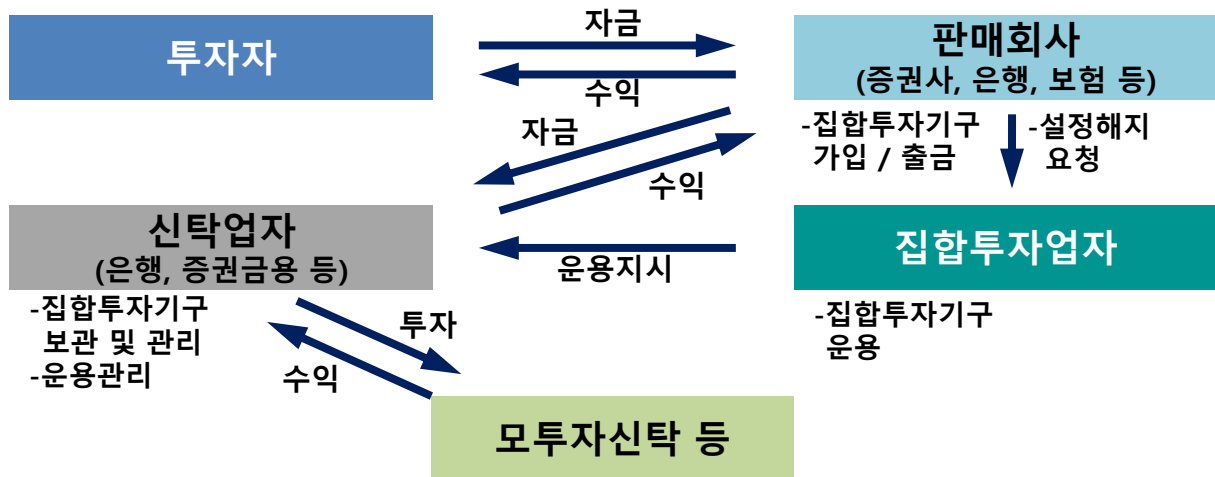 투자자
자금
수익
판매회사
(증권사, 은행, 보험 등)
자금
수익
-집합투자기구
가입 / 출금
-설정해지
요청
신탁업자
(은행, 증권금융 등)
운용지시
집합투자업자
-집합투자기구
보관 및 관리
-운용관리
투자
수익
-집합투자기구
운용
모투자신탁 등